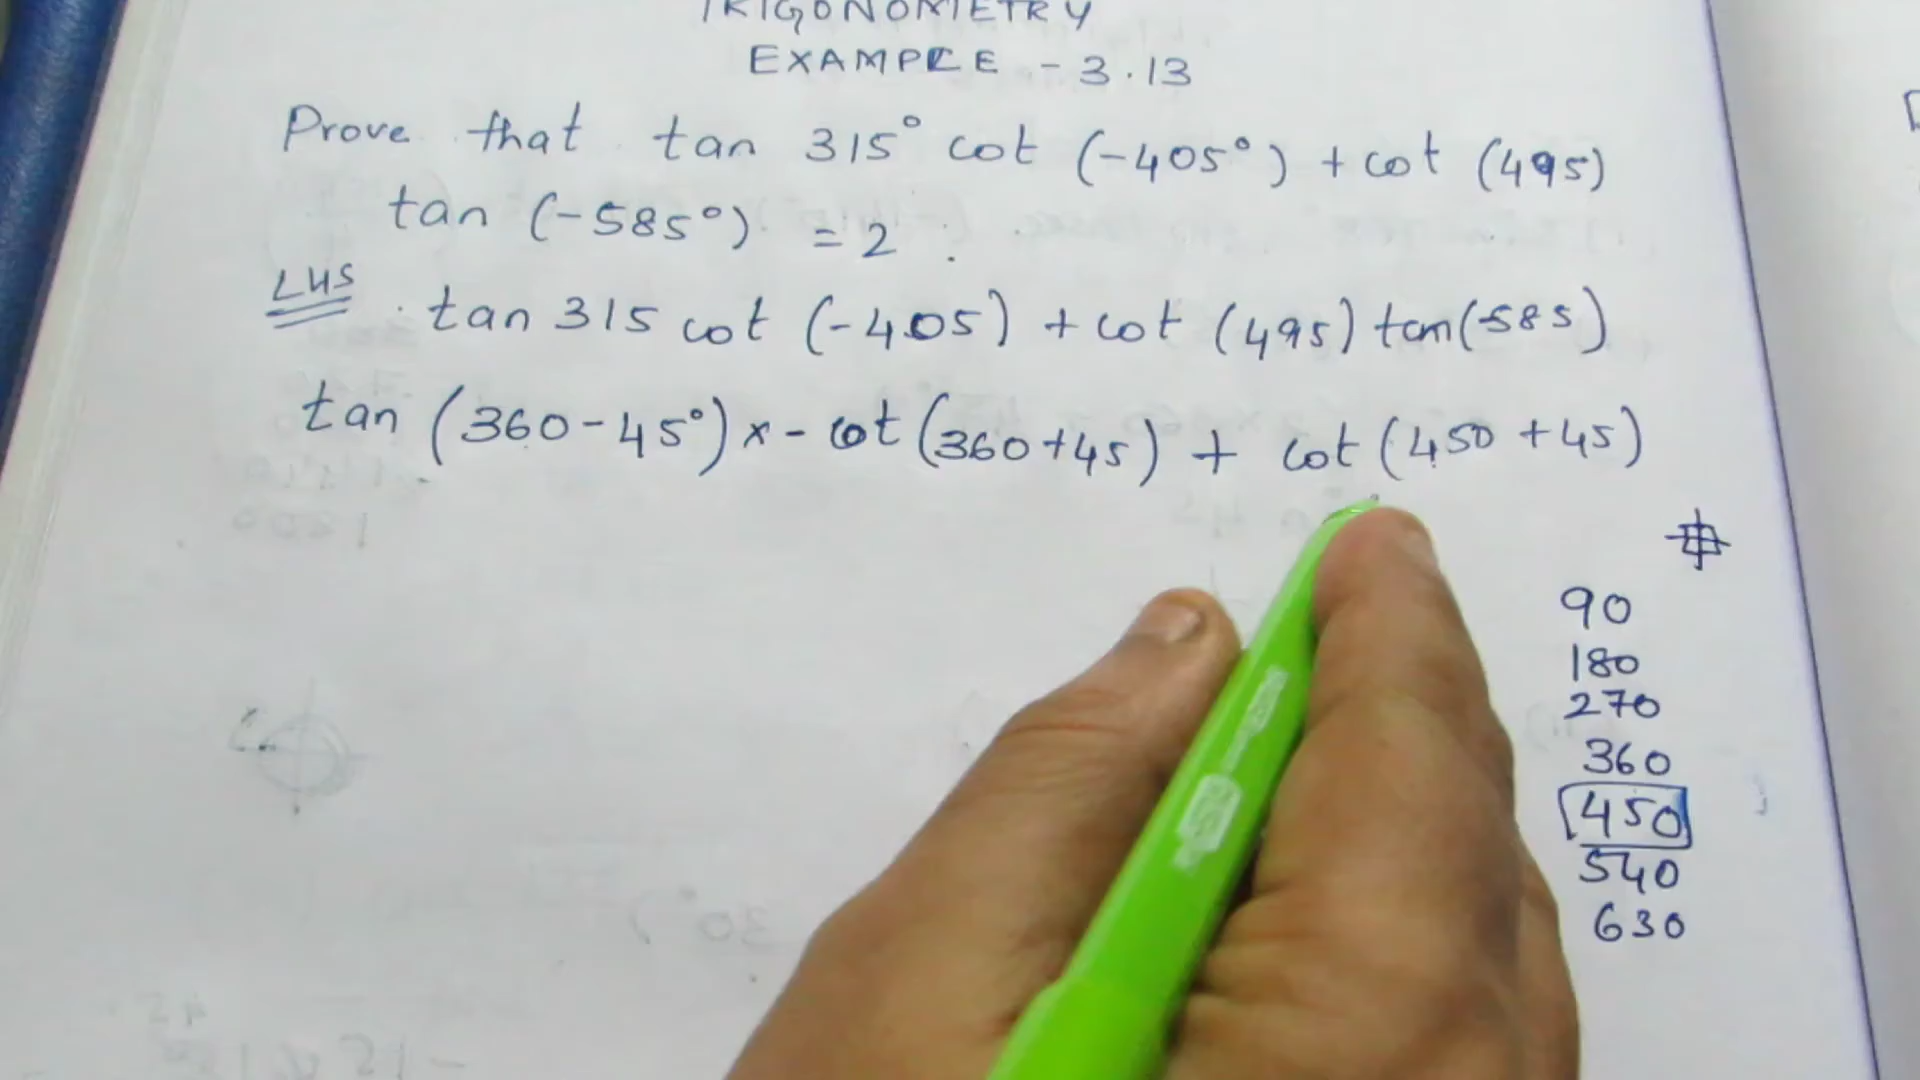 TRIGONOMETRY
EXAMPLE - 3.13
Prove that tan 315° cot (-405°) + cot (495)
tan (-585°) = 2.
LHS tan 315 cot (-405) + cot (495) tan(-585)
tan (360-45°) x - cot (360+45) + cot (450 +45)
90
180
270
360
450
540
630